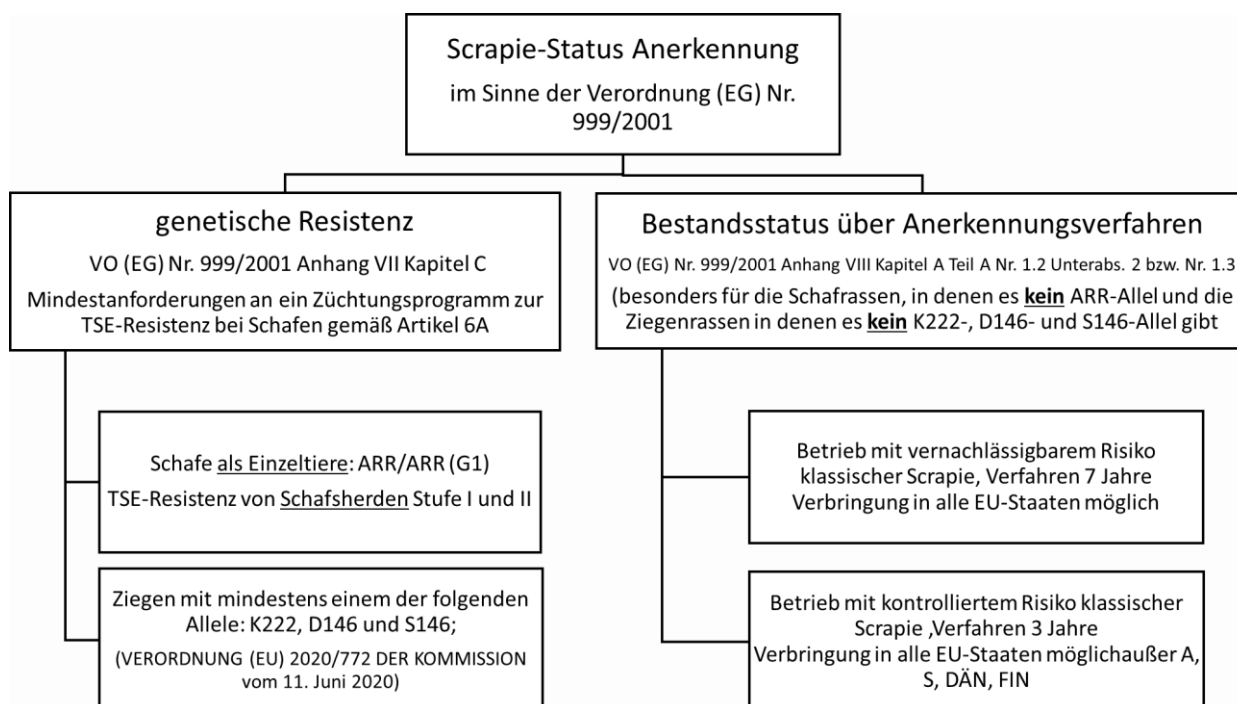 Scrapie-Status Anerkennung
im Sinne der Verordnung (EG) Nr.
999/2001
genetische Resistenz
VO (EG) Nr. 999/2001 Anhang VII Kapitel C
Mindestanforderungen an ein Züchtungsprogramm zur
TSE-Resistenz bei Schafen gemäß Artikel 6A
Schafe als Einzeltiere: ARR/ARR (G1)
TSE-Resistenz von Schafsherden Stufe I und II
Ziegen mit mindestens einem der folgenden
Allele: K222, D146 und S146;
(VERORDNUNG (EU) 2020/772 DER KOMMISSION
vom 11. Juni 2020)
Bestandsstatus über Anerkennungsverfahren
VO (EG) Nr. 999/2001 Anhang VIII Kapitel A Teil A Nr. 1.2 Unterabs. 2 bzw. Nr. 1.3
(besonders für die Schafrassen, in denen es kein ARR-Allel und die
Ziegenrassen in denen es kein K222-, D146- und S146-Allel gibt
Betrieb mit vernachlässigbarem Risiko
klassischer Scrapie, Verfahren 7 Jahre
Verbringung in alle EU-Staaten möglich
Betrieb mit kontrolliertem Risiko klassischer
Scrapie ,Verfahren 3 Jahre
Verbringung in alle EU-Staaten möglichaußer A,
S, DÄN, FIN